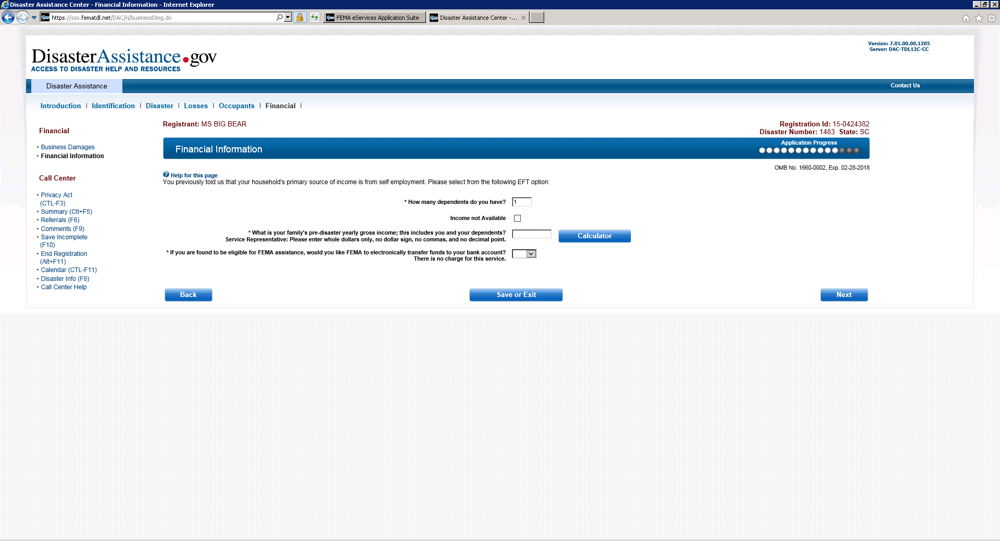 Disaster Assistance Center - Financial Information - Internet Explorer
https://sso.fematdl.net/DAC/ri/businessDmg.do
FEMA eServices Application Suite
Disaster Assistance Center -...
Version: 7.01.00.00.1205
Server: DAC-TDL12C-CC
DisasterAssistance.gov
ACCESS TO DISASTER HELP AND RESOURCES
Disaster Assistance
Contact Us
Introduction | Identification | Disaster | Losses | Occupants | Financial |
Financial
• Business Damages
• Financial Information
Call Center
• Privacy Act
(CTL-F3)
• Summary (Ctl+F5)
• Referrals (F6)
• Comments (F9)
• Save Incomplete
(F10)
• End Registration
(Alt+F11)
• Calendar (CTL-F11)
• Disaster Info (F8)
• Call Center Help
Registrant: MS BIG BEAR
Registration Id: 15-0424382
Disaster Number: 1483 State: SC
Financial Information
Application Progress
OMB No. 1660-0002, Exp. 02-28-2018
? Help for this page
You previously told us that your household's primary source of income is from self employment. Please select from the following EFT option:
* How many dependents do you have? 1
Income not Available
* What is your family's pre-disaster yearly gross income; this includes you and your dependents?
Service Representative: Please enter whole dollars only, no dollar sign, no commas, and no decimal point.
Calculator
* If you are found to be eligible for FEMA assistance, would you like FEMA to electronically transfer funds to your bank account?
There is no charge for this service.
Back
Save or Exit
Next